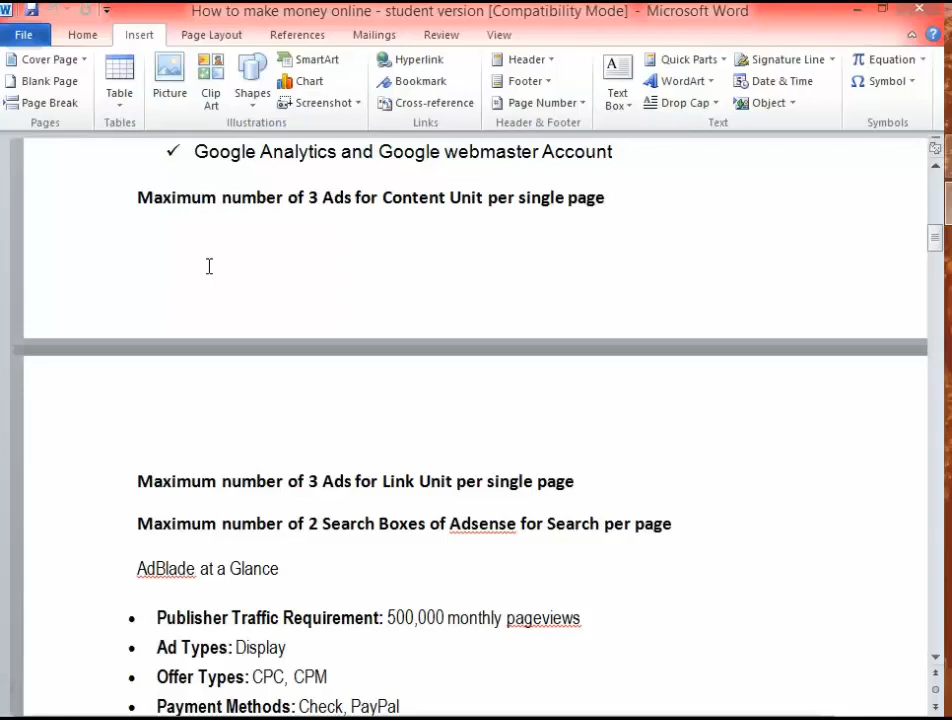 How to make money online - student version [Compatibility Mode] - Microsoft Word
File Home Insert Page Layout References Mailings Review View
Cover Page
Blank Page
Page Break
Pages
Table
Tables
Picture
Clip Art
Shapes
SmartArt
Chart
Screenshot
Illustrations
Hyperlink
Bookmark
Cross-reference
Links
Header
Footer
Page Number
Header & Footer
Text Box
Quick Parts
WordArt
Drop Cap
Signature Line
Date & Time
Object
Text
Equation
Symbol
Symbols
✓ Google Analytics and Google webmaster Account
Maximum number of 3 Ads for Content Unit per single page
Maximum number of 3 Ads for Link Unit per single page
Maximum number of 2 Search Boxes of Adsense for Search per page
AdBlade at a Glance
• Publisher Traffic Requirement: 500,000 monthly pageviews
• Ad Types: Display
• Offer Types: CPC, CPM
• Payment Methods: Check, PayPal